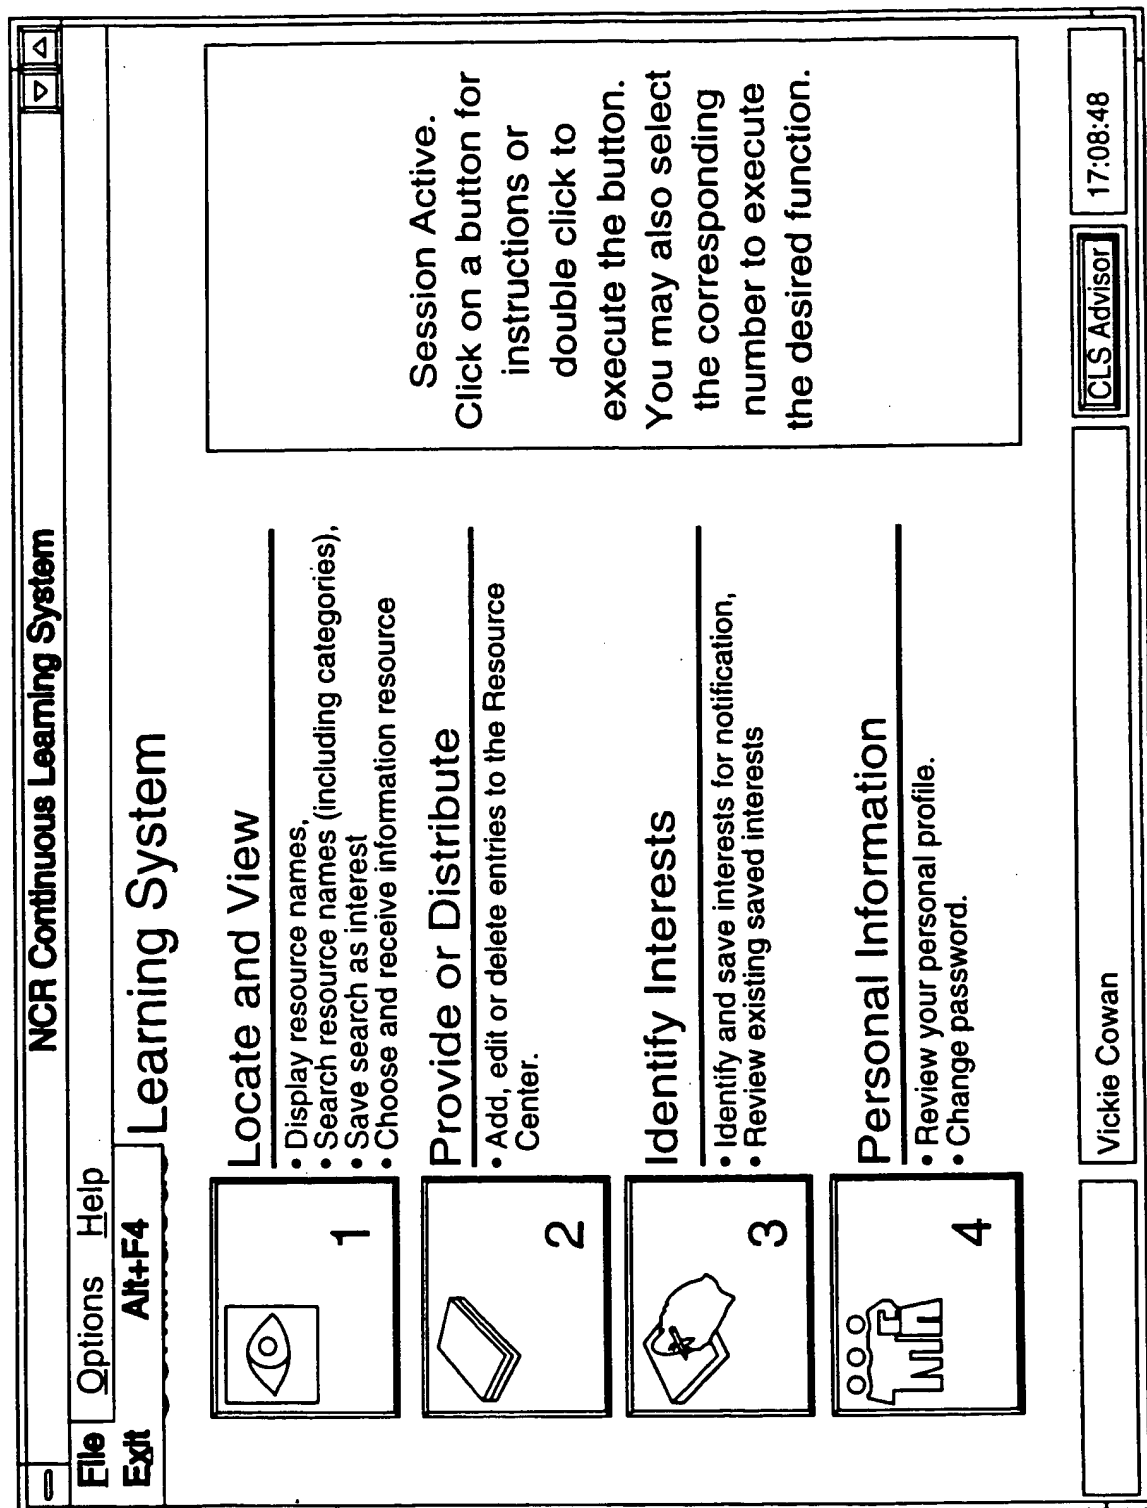 NCR Continuous Learning System
File Options Help
Exit Alt+F4
Learning System
1
Locate and View
• Display resource names,
• Search resource names (including categories),
• Save search as interest
• Choose and receive information resource
2
Provide or Distribute
• Add, edit or delete entries to the Resource
Center.
3
Identify Interests
• Identify and save interests for notification,
• Review existing saved interests
4
Personal Information
• Review your personal profile.
• Change password.
Session Active.
Click on a button for
instructions or
double click to
execute the button.
You may also select
the corresponding
number to execute
the desired function.
Vickie Cowan
CLS Advisor
17:08:48